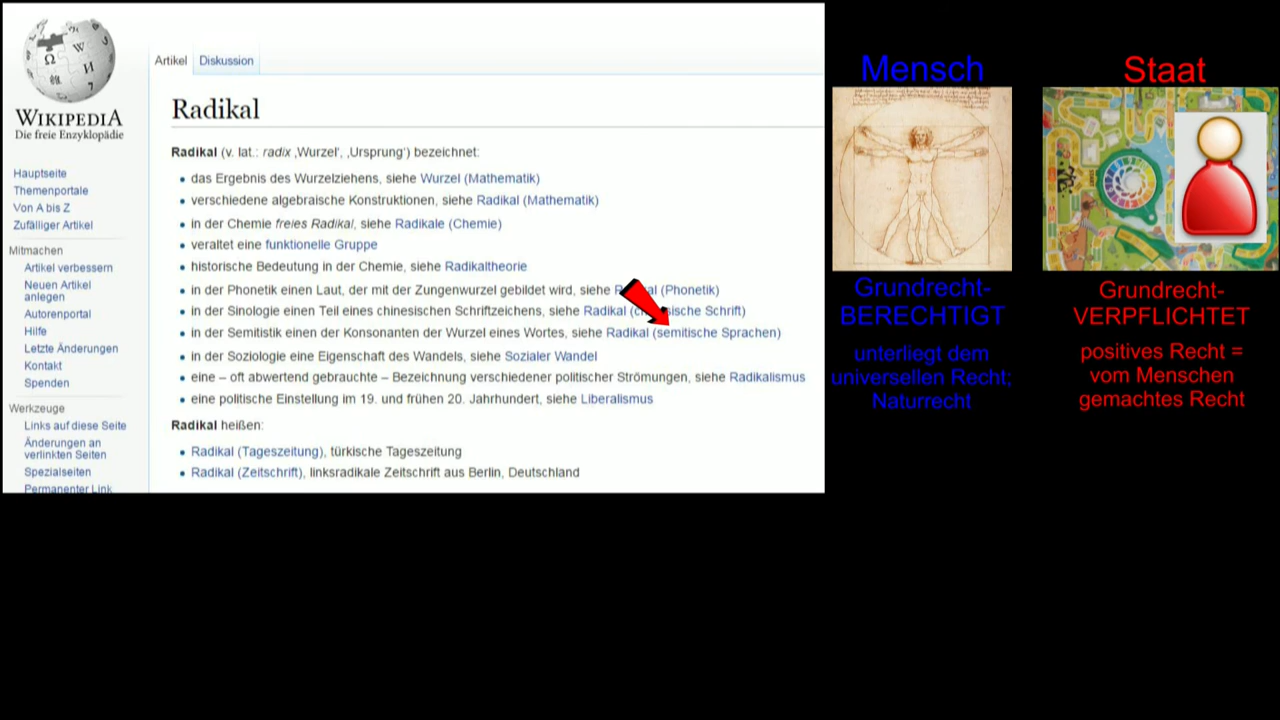 WIKIPEDIA
Die freie Enzyklopädie
Hauptseite
Themenportale
Von A bis Z
Zufälliger Artikel
Mitmachen
Artikel verbessern
Neuen Artikel
anlegen
Autorenportal
Hilfe
Letzte Änderungen
Kontakt
Spenden
Werkzeuge
Links auf diese Seite
Änderungen an
verlinkten Seiten
Spezialseiten
Permanenter Link
Artikel Diskussion
Radikal
Radikal (v. lat.: radix ‚Wurzel‘, ‚Ursprung‘) bezeichnet:
das Ergebnis des Wurzelziehens, siehe Wurzel (Mathematik)
verschiedene algebraische Konstruktionen, siehe Radikal (Mathematik)
in der Chemie freies Radikal, siehe Radikale (Chemie)
veraltet eine funktionelle Gruppe
historische Bedeutung in der Chemie, siehe Radikaltheorie
in der Phonetik einen Laut, der mit der Zungenwurzel gebildet wird, siehe (Phonetik)
in der Sinologie einen Teil eines chinesischen Schriftzeichens, siehe Radikal Schrift)
in der Semitistik einen der Konsonanten der Wurzel eines Wortes, siehe Radikal (semitische Sprachen)
in der Soziologie eine Eigenschaft des Wandels, siehe Sozialer Wandel
eine – oft abwertend gebrauchte – Bezeichnung verschiedener politischer Strömungen, siehe Radikalismus
eine politische Einstellung im 19. und frühen 20. Jahrhundert, siehe Liberalismus
Radikal heißen:
Radikal (Tageszeitung), türkische Tageszeitung
Radikal (Zeitschrift), linksradikale Zeitschrift aus Berlin, Deutschland
Mensch
Grundrecht-
BERECHTIGT
unterliegt dem
universellen Recht;
Naturrecht
Staat
Grundrecht-
VERPFLICHTET
positives Recht =
vom Menschen
gemachtes Recht